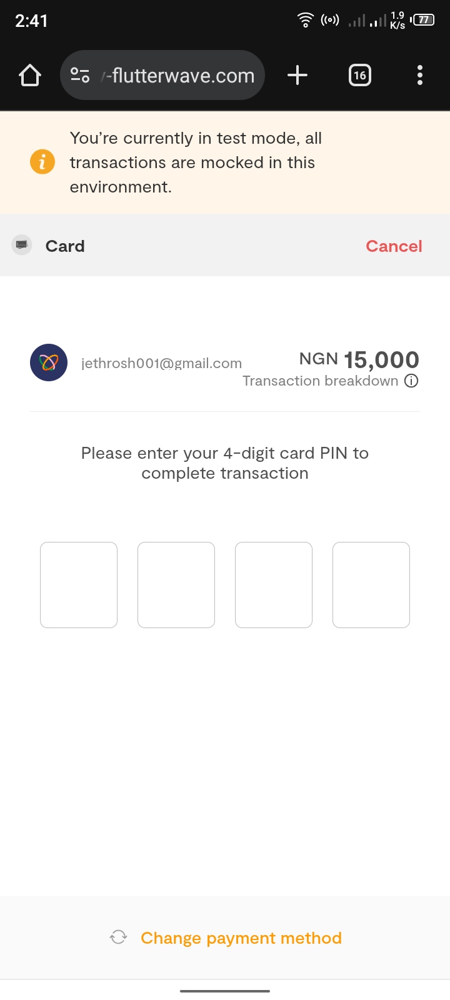 2:41
1.9
K/s
77
-flutterwave.com
16
You’re currently in test mode, all
transactions are mocked in this
environment.
Card
Cancel
jethrosh001@gmail.com
NGN 15,000
Transaction breakdown
Please enter your 4-digit card PIN to
complete transaction
Change payment method